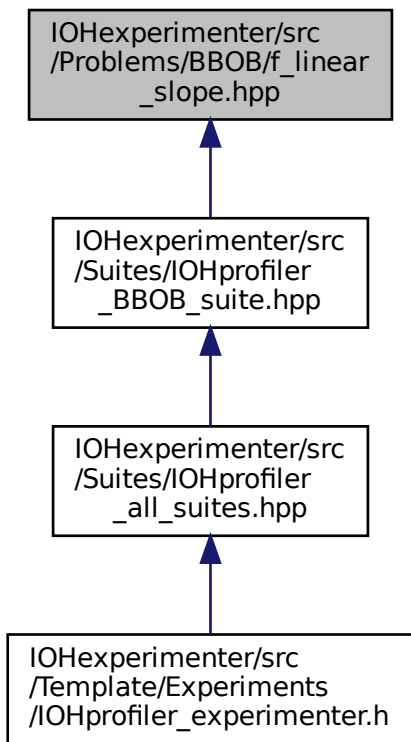 IOHexperimenter/src
/Problems/BBOB/f_linear
_slope.hpp
IOHexperimenter/src
/Suites/IOHprofiler
_BBOB_suite.hpp
IOHexperimenter/src
/Suites/IOHprofiler
_all_suites.hpp
IOHexperimenter/src
/Template/Experiments
/IOHprofiler_experimenter.h